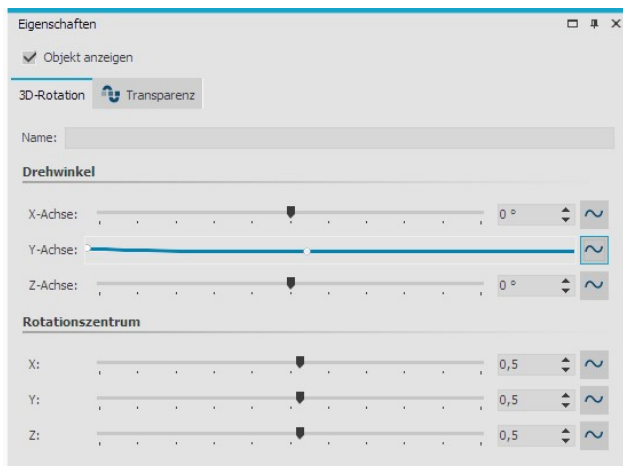 Eigenschaften
Objekt anzeigen
3D-Rotation Transparenz
Name:
Drehwinkel
X-Achse: 0 °
Y-Achse:
Z-Achse: 0 °
Rotationszentrum
X: 0,5
Y: 0,5
Z: 0,5